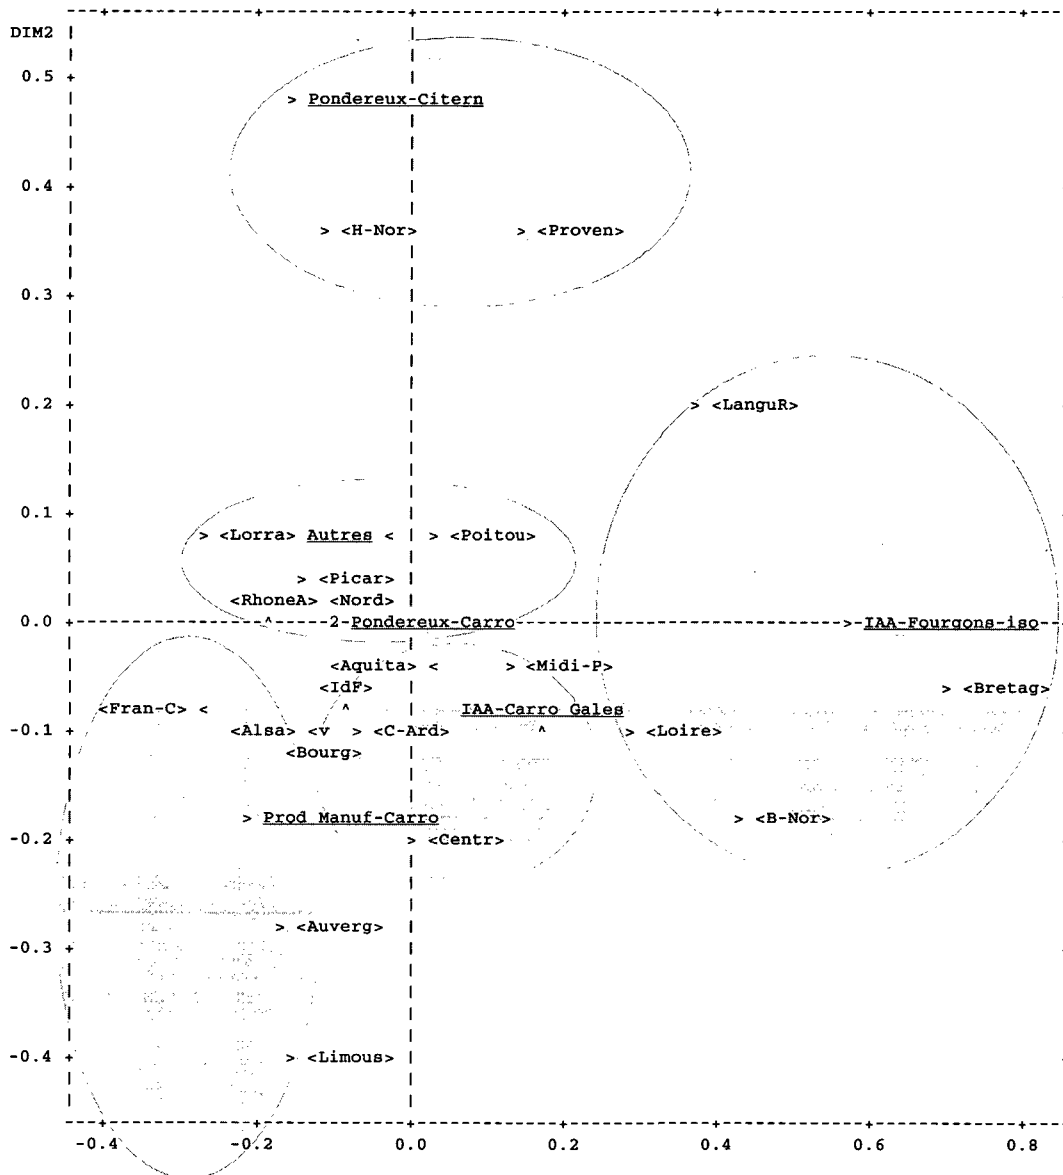 DIM2
0.5 +
> Pondereux-Citern
0.4 +
> <H-Nor> > <Proven>
0.3 +
0.2 + > <LanguR>
0.1 +
> <Lorra> Autres < > <Poitou>
> <Picar>
<RhoneA> <Nord>
0.0 + ^ 2-Pondereux-Carro > IAA-Fourgons-iso
<Aquita> < > <Midi-P>
<IdF> > <Bretag>
<Fran-C> < ^ IAA-Carro Gales
-0.1 + <Alsa> <v > <C-Ard> ^ > <Loire>
<Bourg>
> Prod Manuf-Carro > <B-Nor>
-0.2 + > <Centr>
> <Auverg>
-0.3 +
-0.4 + > <Limous>
-0.4 -0.2 0.0 0.2 0.4 0.6 0.8